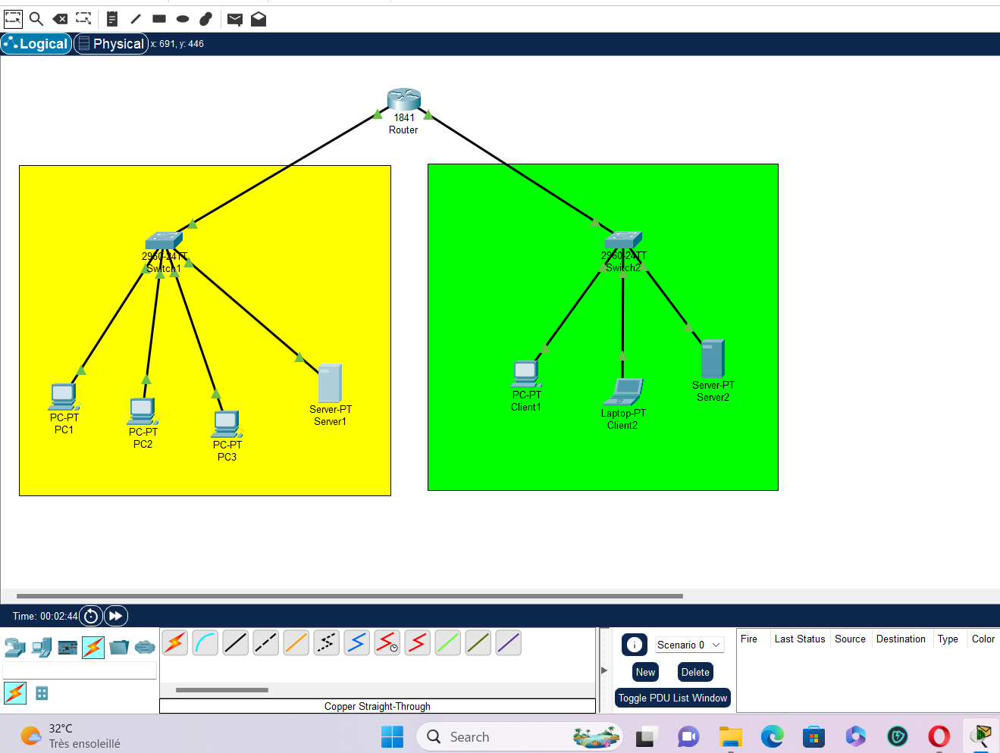 Logical
Physical
x: 691, y: 446
1841
Router
2960-24TT
Switch1
2960-24TT
Switch2
PC-PT
PC1
PC-PT
PC2
PC-PT
PC3
Server-PT
Server1
PC-PT
Client1
Laptop-PT
Client2
Server-PT
Server2
Time: 00:02:44
Scenario 0
New
Delete
Toggle PDU List Window
Fire Last Status Source Destination Type Color
Copper Straight-Through
32°C
Très ensoleillé
Search